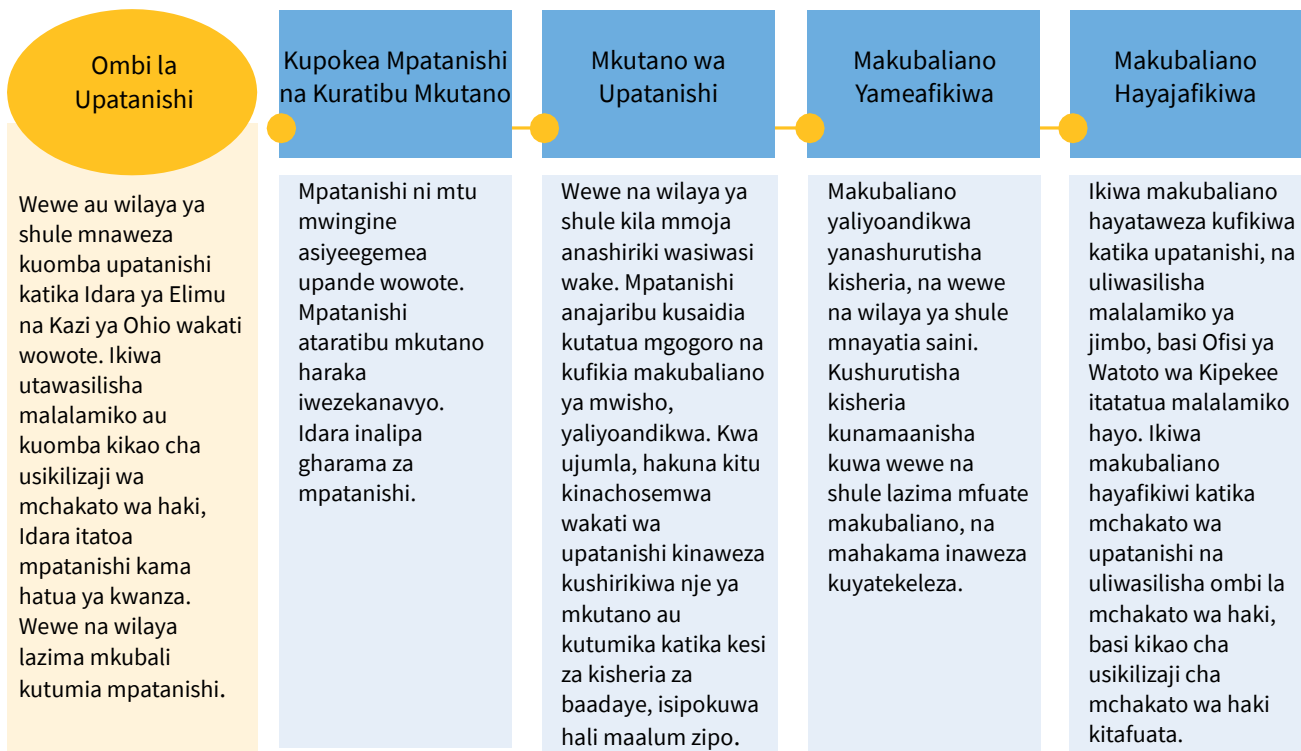 Ombi la
Upatanishi
Wewe au wilaya ya
shule mnaweza
kuomba upatanishi
katika Idara ya Elimu
na Kazi ya Ohio wakati
wowote. Ikiwa
utawasilisha
malalamiko au
kuomba kikao cha
usikilizaji wa
mchakato wa haki,
Idara itatoa
mpatanishi kama
hatua ya kwanza.
Wewe na wilaya
lazima mkubali
kutumia mpatanishi.
Kupokea Mpatanishi
na Kuratibu Mkutano
Mpatanishi ni mtu
mwingine
asiyeegemea
upande wowote.
Mpatanishi
ataratibu mkutano
haraka
iwezekanavyo.
Idara inalipa
gharama za
mpatanishi.
Mkutano wa
Upatanishi
Wewe na wilaya ya
shule kila mmoja
anashiriki wasiwasi
wake. Mpatanishi
anajaribu kusaidia
kutatua mgogoro na
kufikia makubaliano
ya mwisho,
yaliyoandikwa. Kwa
ujumla, hakuna kitu
kinachosemwa
wakati wa
upatanishi kinaweza
kushirikiwa nje ya
mkutano au
kutumika katika kesi
za kisheria za
baadaye, isipokuwa
hali maalum zipo.
Makubaliano
Yameafikiwa
Makubaliano
yaliyoandikwa
yanashurutisha
kisheria, na wewe
na wilaya ya shule
mnayatia saini.
Kushurutisha
kisheria
kunamaanisha
kuwa wewe na
shule lazima mfuate
makubaliano, na
mahakama inaweza
kuyatekeleza.
Makubaliano
Hayajafikiwa
Ikiwa makubaliano
hayataweza kufikiwa
katika upatanishi, na
uliwasilisha
malalamiko ya
jimbo, basi Ofisi ya
Watoto wa Kipekee
itatatua malalamiko
hayo. Ikiwa
makubaliano
hayafikiwi katika
mchakato wa
upatanishi na
uliwasilisha ombi la
mchakato wa haki,
basi kikao cha
usikilizaji cha
mchakato wa haki
kitafuata.